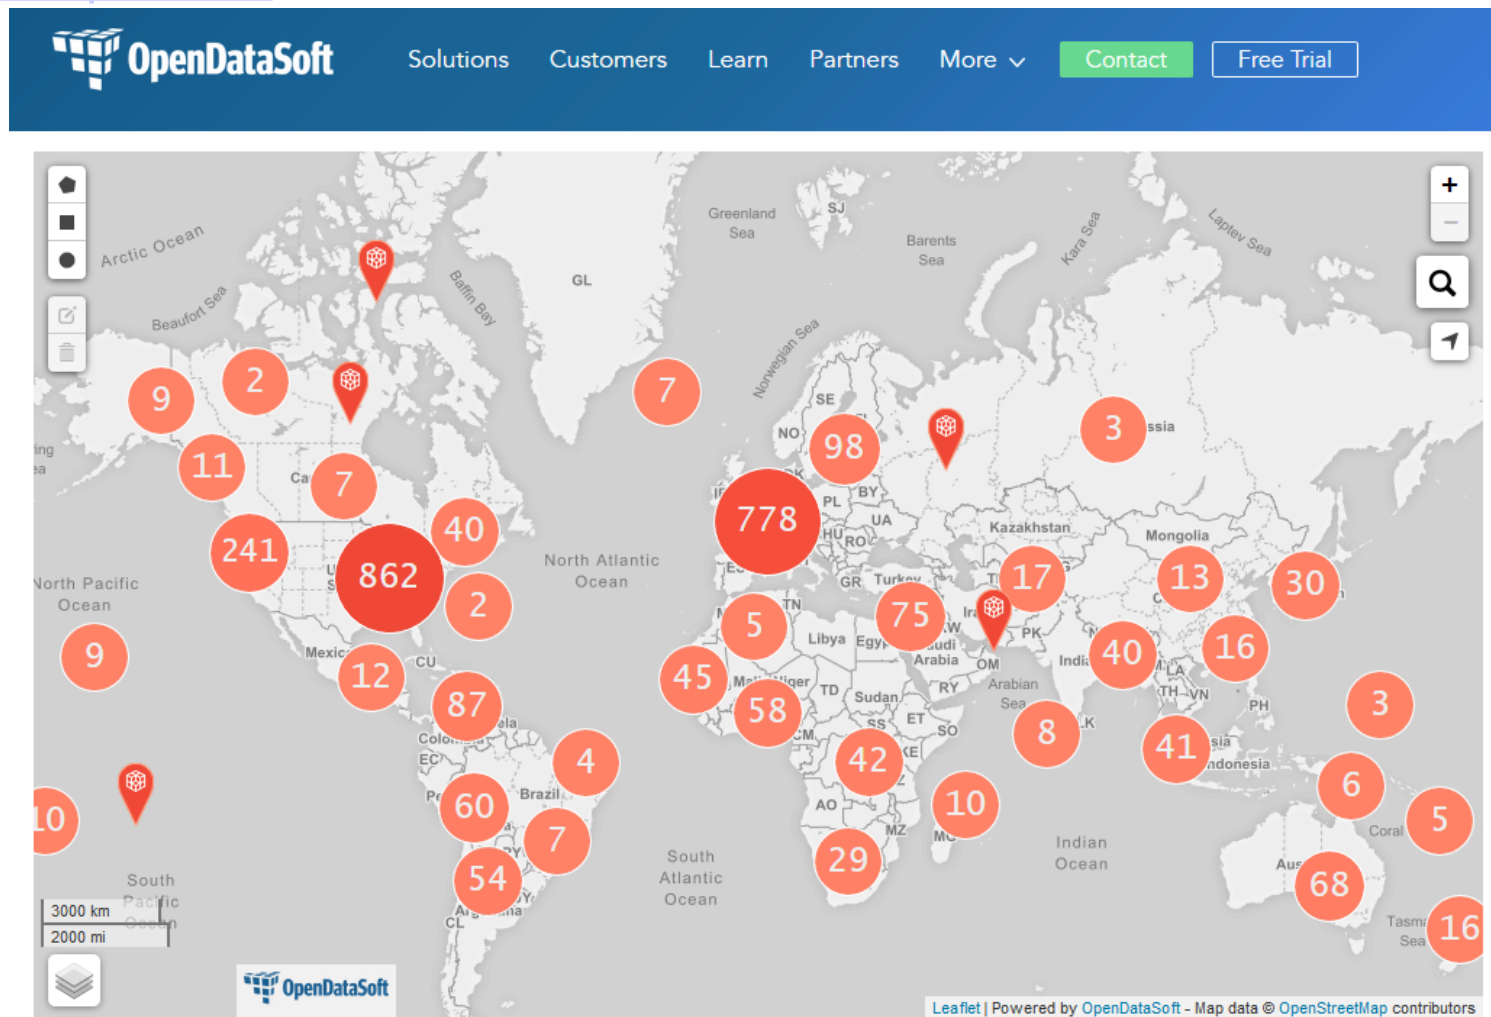 OpenDataSoft
Solutions Customers Learn Partners More Contact Free Trial
Greenland
Sea
SJ
Laptev Sea
Kara Sea
Arctic Ocean
Barents
Sea
GL
Baffin Bay
Beaufort Sea
Norwegian Sea
9
2
7
SE
NO
98
3
11
7
778
PL
BY
UA
HU
RO
Kazakhstan
Mongolia
40
241
862
North Atlantic
Ocean
GR
Turkey
17
13
30
North Pacific
Ocean
2
TN
5
75
Libya
PK
Arabia
OM
40
16
9
12
CU
45
58
TD
Sudan
RY
Arabian
Sea
LA
TH
VN
PH
3
87
SS
ET
SO
8
41
4
EC
42
6
10
60
Brazil
AO
10
MZ
5
Coral
7
South
Atlantic
Ocean
29
Indian
Ocean
54
CL
68
16
South
Pacific
Ocean
3000 km
2000 mi
OpenDataSoft
Leaflet | Powered by OpenDataSoft - Map data © OpenStreetMap contributors